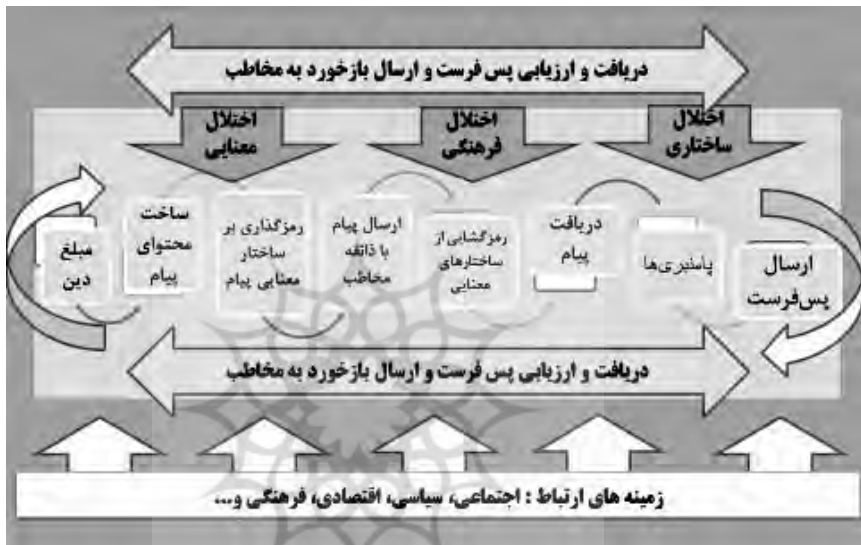 دریافت و ارزیابی پس فرست و ارسال بازخورد به مخاطب
اختلال
ساختاری
اختلال
فرهنگی
اختلال
معنایی
مبلغ
دین
ساخت
محتوای
پیام
رمزگذاری بر
ساختار
معنایی پیام
ارسال پیام
با ذائقه
مخاطب
رمزگشایی از
ساختارهای
معنایی
دریافت
پیام
پامنبری‌ها
ارسال
پس‌فرست
دریافت و ارزیابی پس فرست و ارسال بازخورد به مخاطب
زمینه های ارتباط : اجتماعی، سیاسی، اقتصادی، فرهنگی و...